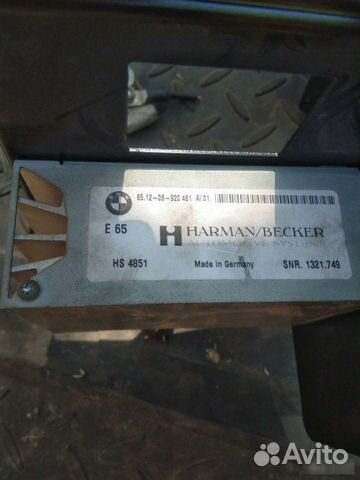 65.12-06-920 461 AI:01
E 65
HARMAN/BECKER
AUTOMOTIVE SYSTEMS
HS 4851
Made in Germany
SNR. 1321.749
Avito